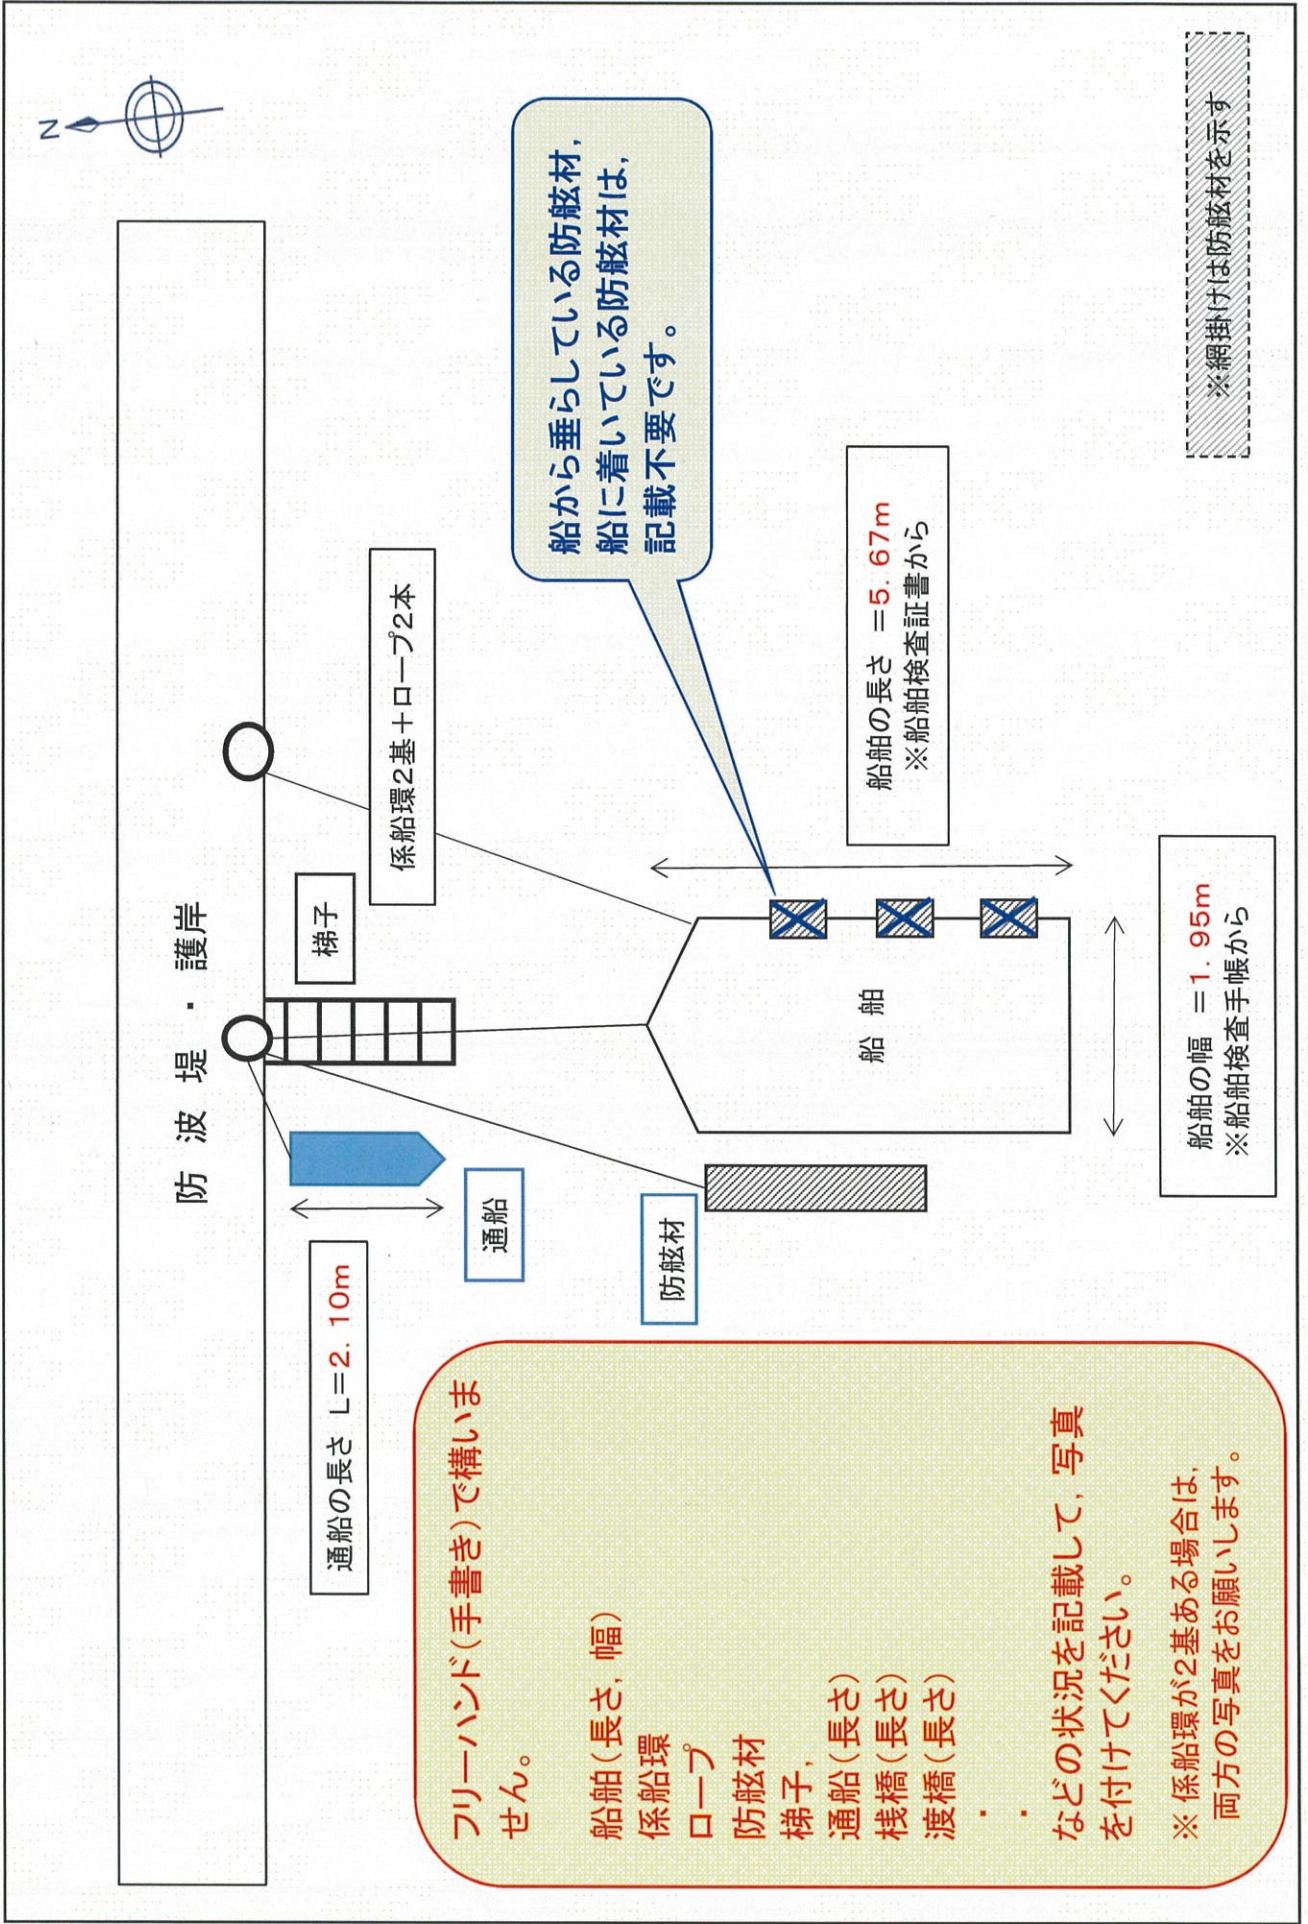 N
防波堤・護岸
通船の長さ L=2.10m
梯子
係船環2基+ロープ2本
通船
防舷材
船から垂らしている防舷材,
船に着いている防舷材は,
記載不要です。
船舶
船舶の長さ =5.67m
※船舶検査証書から
船舶の幅 =1.95m
※船舶検査手帳から
※網掛けは防舷材を示す
フリーハンド(手書き)で構いま
せん。
船舶(長さ,幅)
係船環
ロープ
防舷材
梯子,
通船(長さ)
桟橋(長さ)
渡橋(長さ)
・
・
などの状況を記載して,写真
を付けてください。
※ 係船環が2基ある場合は,
両方の写真をお願いします。